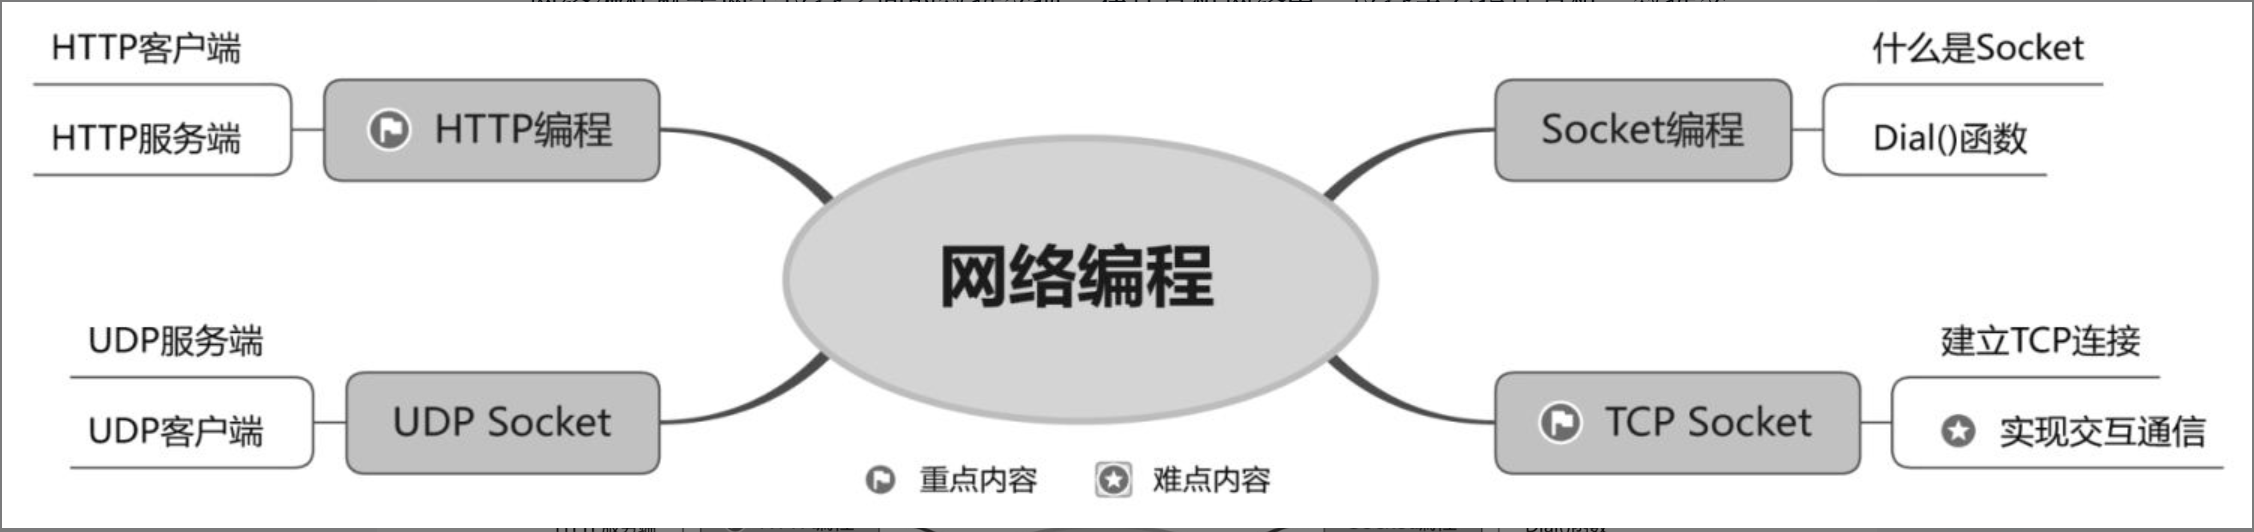 HTTP客户端
HTTP服务端
HTTP编程
网络编程
Socket编程
什么是Socket
Dial()函数
UDP服务端
UDP客户端
UDP Socket
TCP Socket
建立TCP连接
实现交互通信
重点内容
难点内容